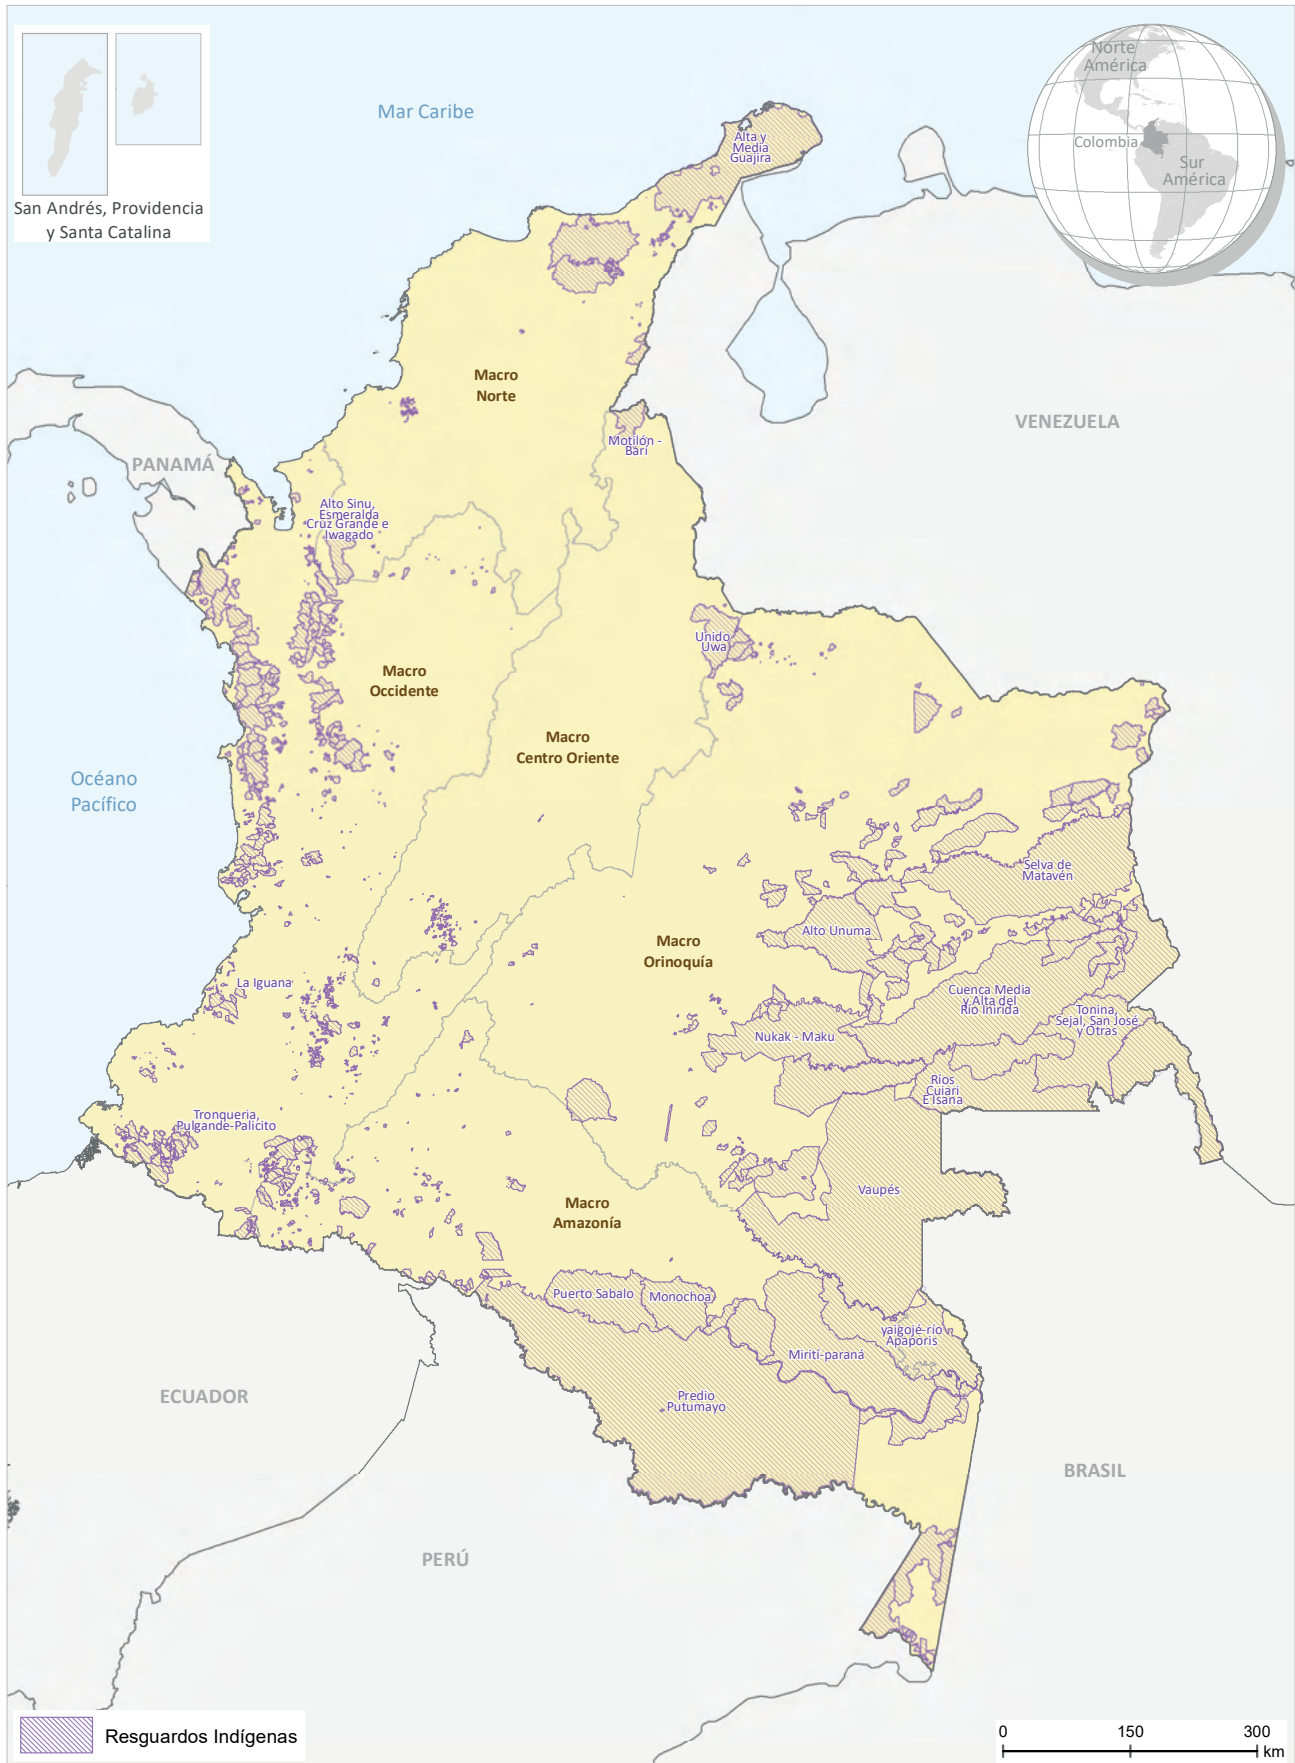 Norte
América
Mar Caribe
Alta y
Media
Guajira
Colombia
Sur
América
San Andrés, Providencia
y Santa Catalina
Macro
Norte
VENEZUELA
Motilón -
Barí
PANAMÁ
Alto Sinu,
Esmeralda
Cruz Grande e
Iwagado
Unido
Uwa
Macro
Occidente
Macro
Centro Oriente
Océano
Pacífico
Selva de
Matavén
Alto Unuma
Macro
Orinoquía
La Iguana
Cuenca Media
y Alta del
Río Inirida
Tonina,
Sejal, San José
y Otras
Nukak - Maku
Ríos
Cuiari
E Isana
Tronqueria,
Pulgande-Palicito
Vaupés
Macro
Amazonía
Puerto Sabalo
Monochoa
yaigojé-río
Apaporis
Mirití-paraná
Predio
Putumayo
ECUADOR
BRASIL
PERÚ
Resguardos Indígenas
0 150 300
km